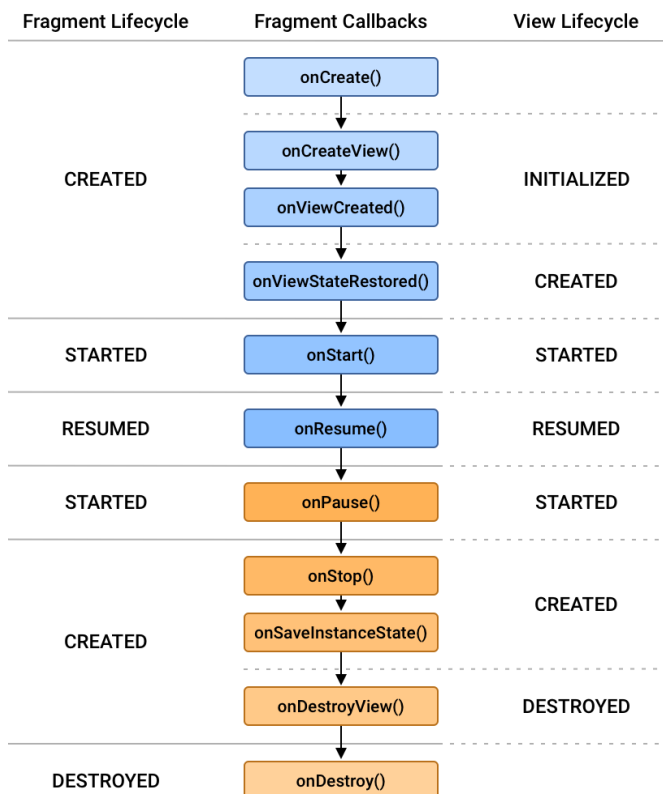 Fragment Lifecycle Fragment Callbacks View Lifecycle
onCreate()
onCreateView()
CREATED INITIALIZED
onViewCreated()
onViewStateRestored() CREATED
STARTED onStart() STARTED
RESUMED onResume() RESUMED
STARTED onPause() STARTED
onStop()
CREATED
onSaveInstanceState()
CREATED
onDestroyView() DESTROYED
DESTROYED onDestroy()